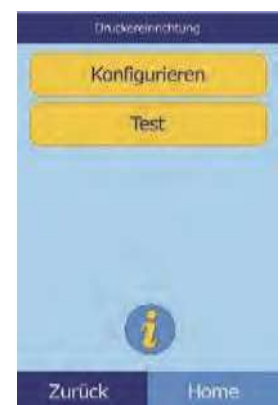 Druckereinrichtung
Konfigurieren
Test
i
Zurück Home